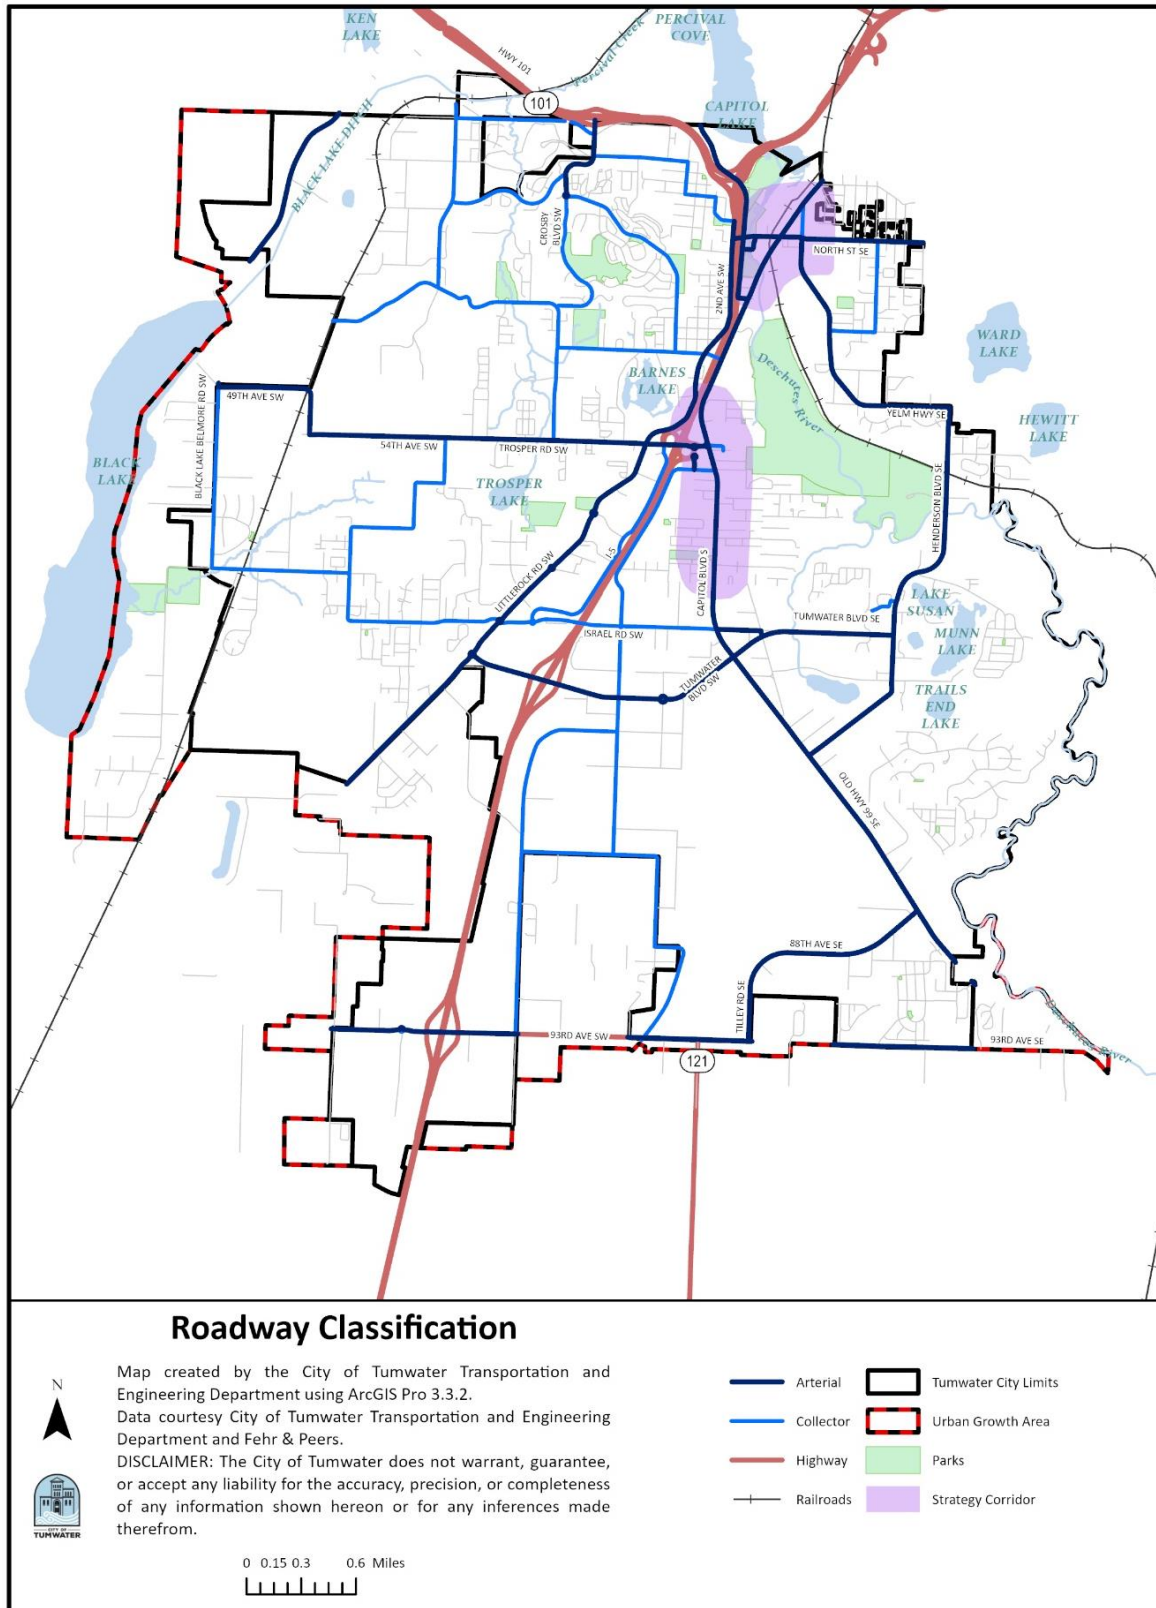 KEN
LAKE
PERCIVAL
COVE
HWY 101
Percival Creek
101
CAPITOL
LAKE
BLACK LAKE DITCH
CROSBY
BLVD SW
NORTH ST SE
2ND AVE SW
WARD
LAKE
Deschutes River
BARNES
LAKE
49TH AVE SW
BLACK LAKE BELMORE RD SW
YELM HWY SE
HEWITT
LAKE
54TH AVE SW
TROSPER RD SW
BLACK
LAKE
TROSPER
LAKE
HENDERSON BLVD SE
I-5
LITTLEROCK RD SW
CAPITOL BLVD S
LAKE
SUSAN
TUMWATER BLVD SE
ISRAEL RD SW
MUNN
LAKE
TUMWATER
BLVD SW
TRAILS
END
LAKE
OLD HWY 99 SE
88TH AVE SE
TILLEY RD SE
93RD AVE SW
93RD AVE SE
River
121
Roadway Classification
N
Map created by the City of Tumwater Transportation and
Engineering Department using ArcGIS Pro 3.3.2.
Data courtesy City of Tumwater Transportation and Engineering
Department and Fehr & Peers.
DISCLAIMER: The City of Tumwater does not warrant, guarantee,
or accept any liability for the accuracy, precision, or completeness
of any information shown hereon or for any inferences made
therefrom.
CITY OF
TUMWATER
0 0.15 0.3 0.6 Miles
Arterial
Collector
Highway
Railroads
Tumwater City Limits
Urban Growth Area
Parks
Strategy Corridor